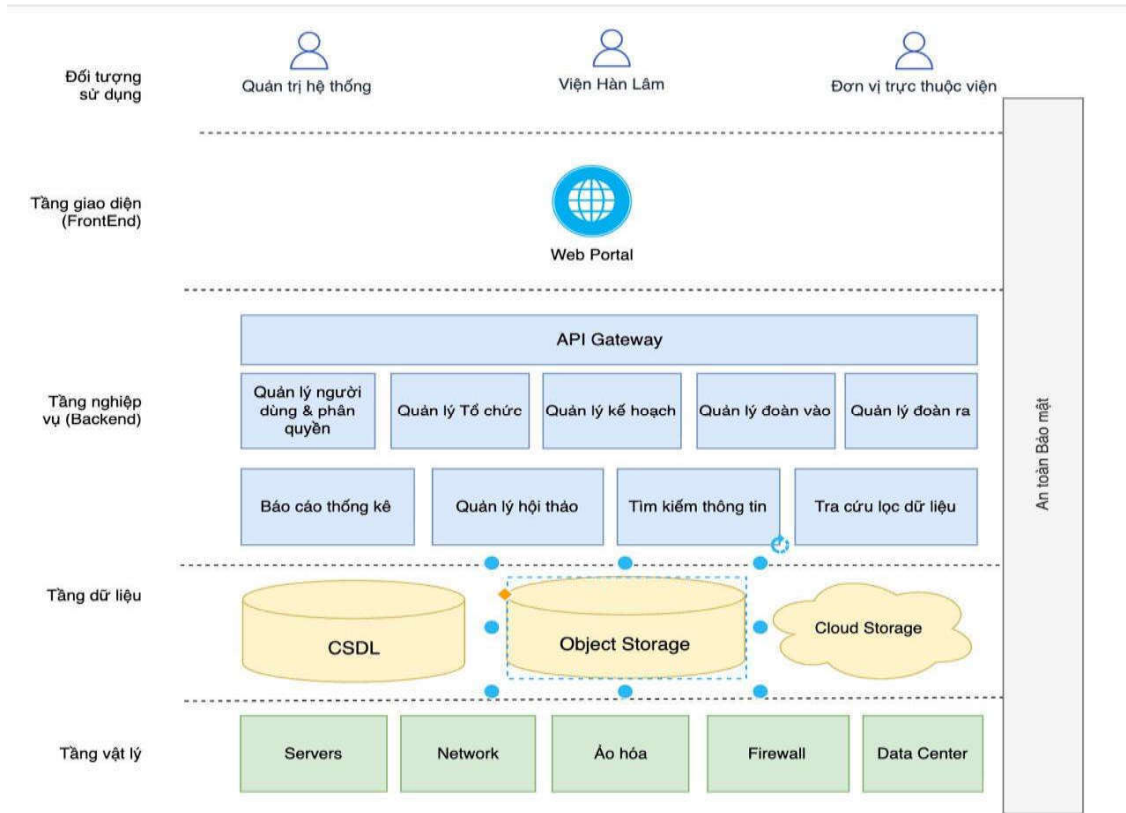 Đối tượng
sử dụng
Quản trị hệ thống
Viện Hàn Lâm
Đơn vị trực thuộc viện
Tầng giao diện
(FrontEnd)
Web Portal
Tầng nghiệp
vụ (Backend)
API Gateway
Quản lý người
dùng & phân
quyền
Quản lý Tổ chức
Quản lý kế hoạch
Quản lý đoàn vào
Quản lý đoàn ra
Báo cáo thống kê
Quản lý hội thảo
Tìm kiếm thông tin
Tra cứu lọc dữ liệu
Tầng dữ liệu
CSDL
Object Storage
Cloud Storage
Tầng vật lý
Servers
Network
Ảo hóa
Firewall
Data Center
An toàn Bảo mật